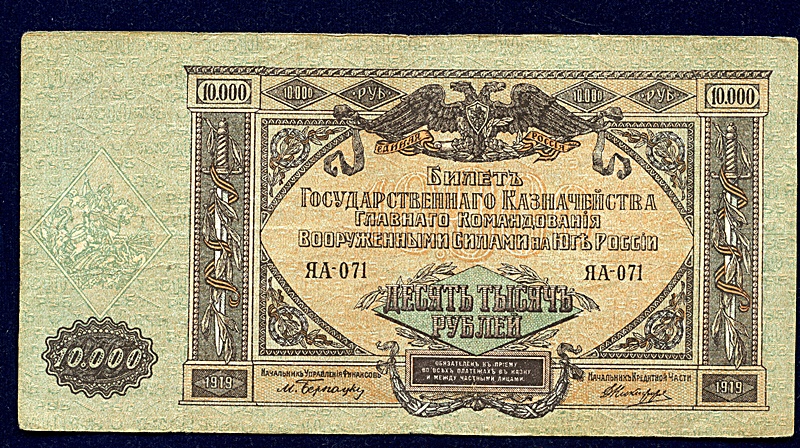 10.000 10.000 РУБ. 10.000 РУБ. 10.000
ЕДИНАЯ РОССІЯ
БИЛЕТЪ
ГОСУДАРСТВЕННАГО КАЗНАЧЕЙСТВА
ГЛАВНАГО КОМАНДОВАНІЯ
ВООРУЖЕННЫМИ СИЛАМИ НА ЮГѢ РОССІИ
ЯА-071 ЯА-071
ДЕСЯТЬ ТЫСЯЧЪ
РУБЛЕЙ
10.000
ОБЯЗАТЕЛЕНЪ КЪ ПРІЕМУ
ВО ВСѢХЪ ПЛАТЕЖАХЪ ВЪ КАЗНУ
И МЕЖДУ ЧАСТНЫМИ ЛИЦАМИ.
НАЧАЛЬНИКЪ УПРАВЛЕНІЯ ФИНАНСОВЪ
НАЧАЛЬНИКЪ КРЕДИТНОЙ ЧАСТИ
1919 1919